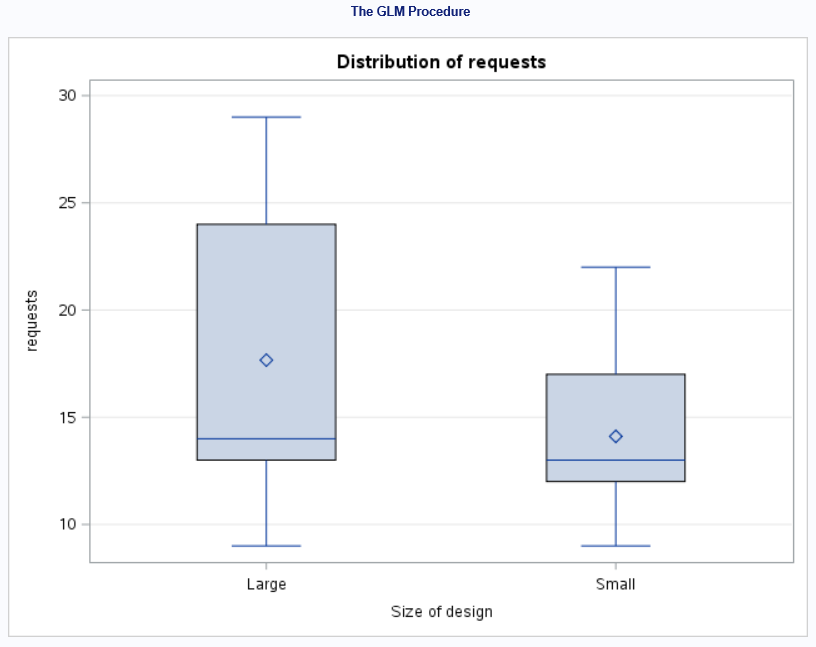 The GLM Procedure
Distribution of requests
30
25
20
15
10
requests
Large Small
Size of design